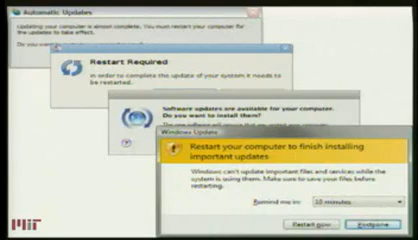 Automatic Updates
Updating your computer is almost complete. You must restart your computer for
the updates to take effect.
Do you want to
Restart Required
In order to complete the update of your system it needs to
be restarted.
Software updates are available for your computer.
Do you want to install them?
Windows Update
Restart your computer to finish installing
important updates
Windows can't update important files and services while the
system is using them. Make sure to save your files before
restarting.
Remind me in:
10 minutes
Restart now
Postpone
MIT